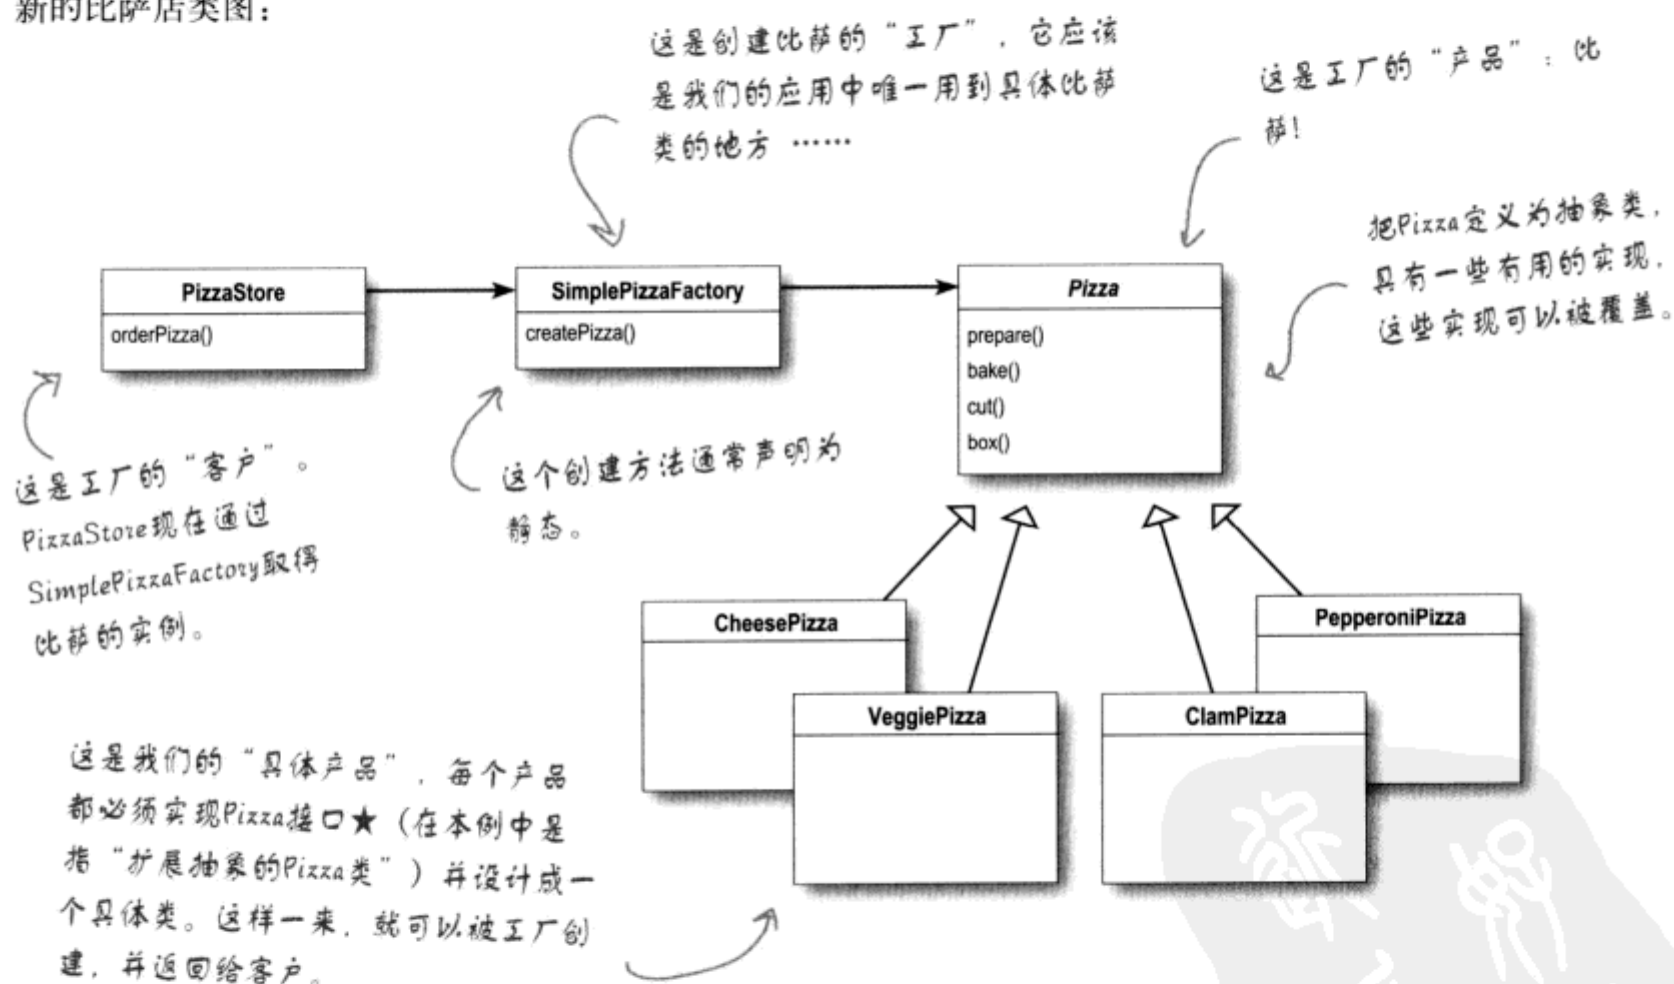 新的比萨店类图：
这是创建比萨的“工厂”，它应该
是我们的应用中唯一用到具体比萨
类的地方 ……
这是工厂的“产品”：比
萨！
把Pizza定义为抽象类，
具有一些有用的实现，
这些实现可以被覆盖。
PizzaStore
orderPizza()
SimplePizzaFactory
createPizza()
Pizza
prepare()
bake()
cut()
box()
这是工厂的“客户”。
PizzaStore现在通过
SimplePizzaFactory取得
比萨的实例。
这个创建方法通常声明为
静态。
CheesePizza
VeggiePizza
ClamPizza
PepperoniPizza
这是我们的“具体产品”，每个产品
都必须实现Pizza接口★（在本例中是
指“扩展抽象的Pizza类”）并设计成一
个具体类。这样一来，就可以被工厂创
建，并返回给客户。